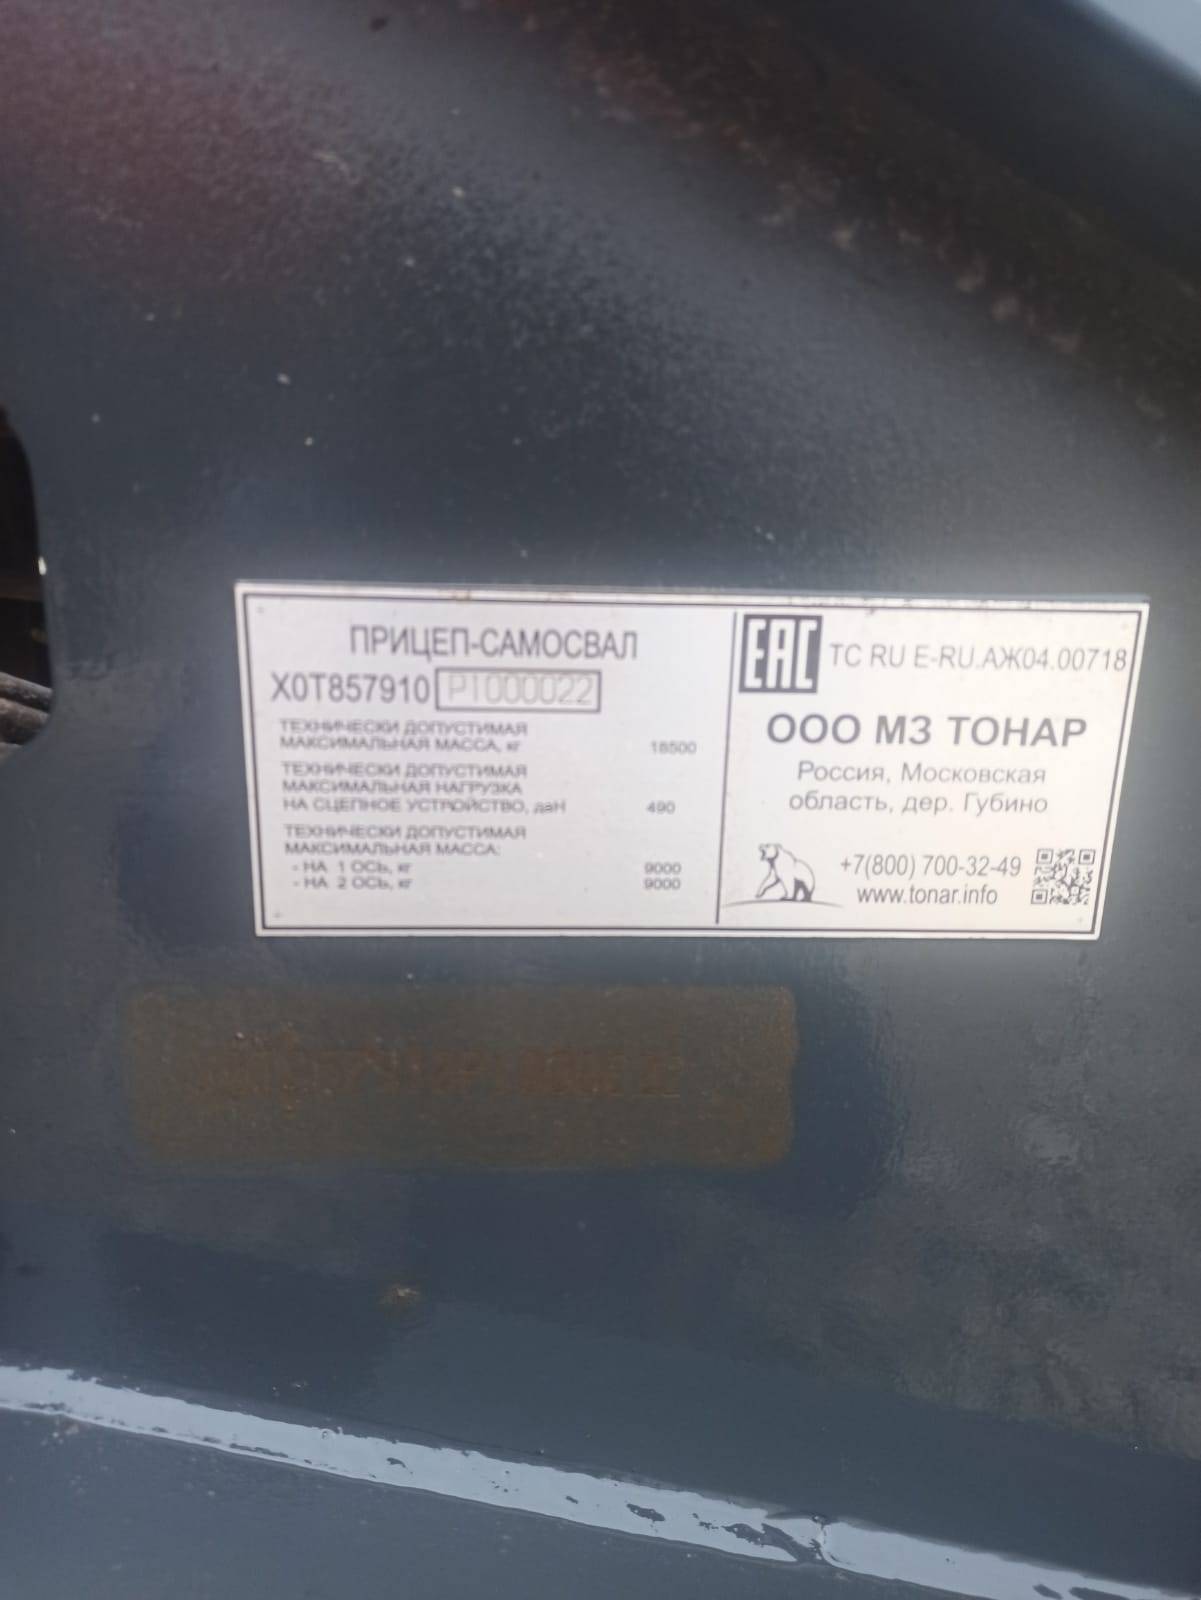 ПРИЦЕП-САМОСВАЛ
X0T857910 P1000022
ТЕХНИЧЕСКИ ДОПУСТИМАЯ
МАКСИМАЛЬНАЯ МАССА, кг 18500
ТЕХНИЧЕСКИ ДОПУСТИМАЯ
МАКСИМАЛЬНАЯ НАГРУЗКА
НА СЦЕПНОЕ УСТРОЙСТВО, даН 490
ТЕХНИЧЕСКИ ДОПУСТИМАЯ
МАКСИМАЛЬНАЯ МАССА:
- НА 1 ОСЬ, кг 9000
- НА 2 ОСЬ, кг 9000
EAC TC RU E-RU.АЖ04.00718
ООО МЗ ТОНАР
Россия, Московская
область, дер. Губино
+7(800) 700-32-49
www.tonar.info